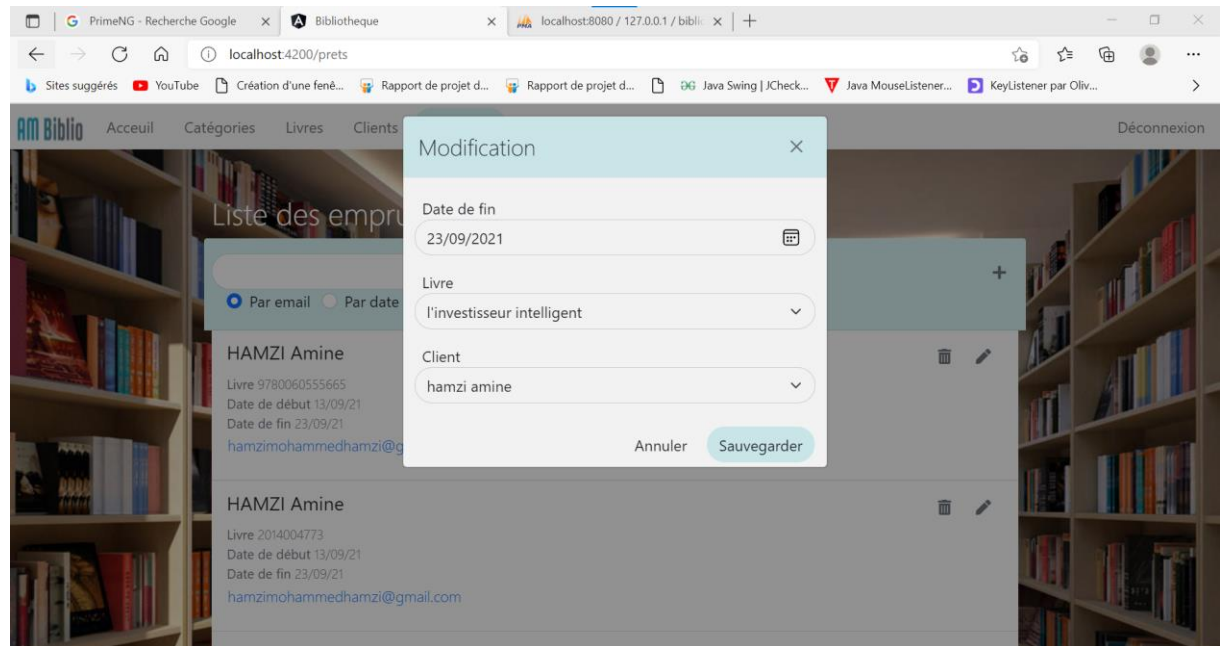 PrimeNG - Recherche Google
Bibliotheque
localhost:8080 / 127.0.0.1 / biblic
localhost:4200/prets
Sites suggérés YouTube Création d'une fenê... Rapport de projet d... Rapport de projet d... Java Swing | JCheck... Java MouseListener... KeyListener par Oliv...
AM Biblio Acceuil Catégories Livres Clients Déconnexion
Modification
Liste des empru
Date de fin
23/09/2021
Par email Par date
Livre
l'investisseur intelligent
Client
hamzi amine
Annuler Sauvegarder
HAMZI Amine
Livre 9780060555665
Date de début 13/09/21
Date de fin 23/09/21
hamzimohammedhamzi@g
HAMZI Amine
Livre 2014004773
Date de début 13/09/21
Date de fin 23/09/21
hamzimohammedhamzi@gmail.com